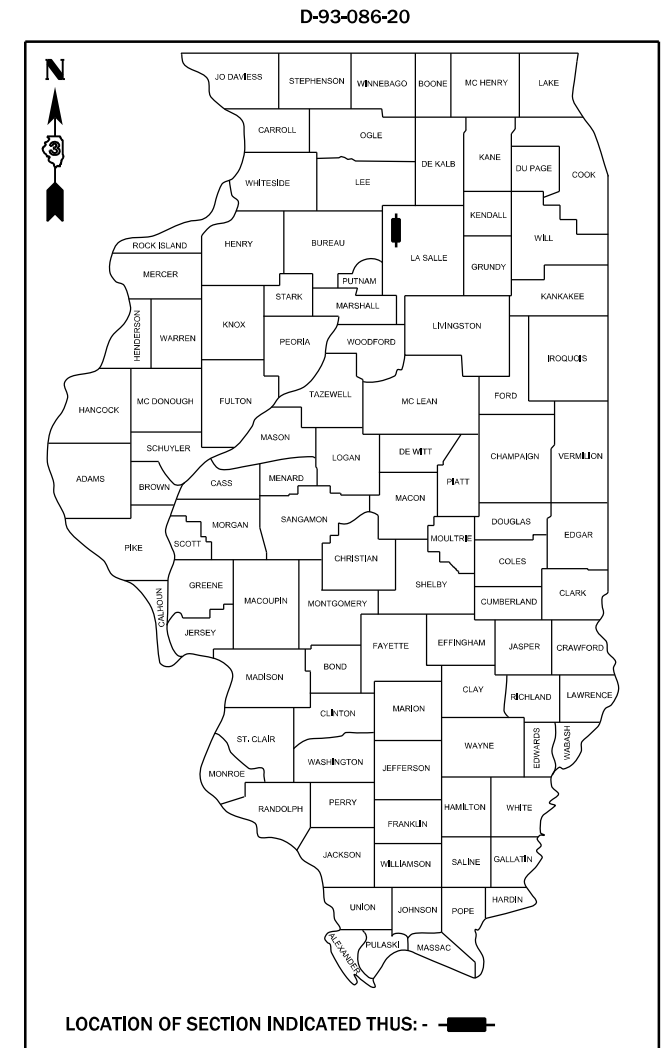 D-93-086-20
N
3
JO DAVIESS STEPHENSON WINNEBAGO BOONE MC HENRY LAKE
CARROLL OGLE DE KALB KANE DU PAGE COOK
WHITESIDE LEE
KENDALL WILL
ROCK ISLAND HENRY BUREAU LA SALLE GRUNDY
MERCER PUTNAM
STARK MARSHALL KANKAKEE
HENDERSON WARREN KNOX PEORIA WOODFORD LIVINGSTON IROQUOIS
HANCOCK MC DONOUGH FULTON TAZEWELL MC LEAN FORD
MASON
SCHUYLER LOGAN DE WITT CHAMPAIGN VERMILION
ADAMS BROWN CASS MENARD MACON PIATT
MORGAN SANGAMON DOUGLAS
PIKE SCOTT CHRISTIAN MOULTRIE COLES EDGAR
CALHOUN GREENE MACOUPIN MONTGOMERY SHELBY CUMBERLAND CLARK
JERSEY FAYETTE EFFINGHAM JASPER CRAWFORD
MADISON BOND
CLAY RICHLAND LAWRENCE
CLINTON MARION
ST. CLAIR WAYNE EDWARDS WABASH
MONROE WASHINGTON JEFFERSON
RANDOLPH PERRY HAMILTON WHITE
FRANKLIN
JACKSON WILLIAMSON SALINE GALLATIN
UNION JOHNSON POPE HARDIN
ALEXANDER PULASKI MASSAC
LOCATION OF SECTION INDICATED THUS: -